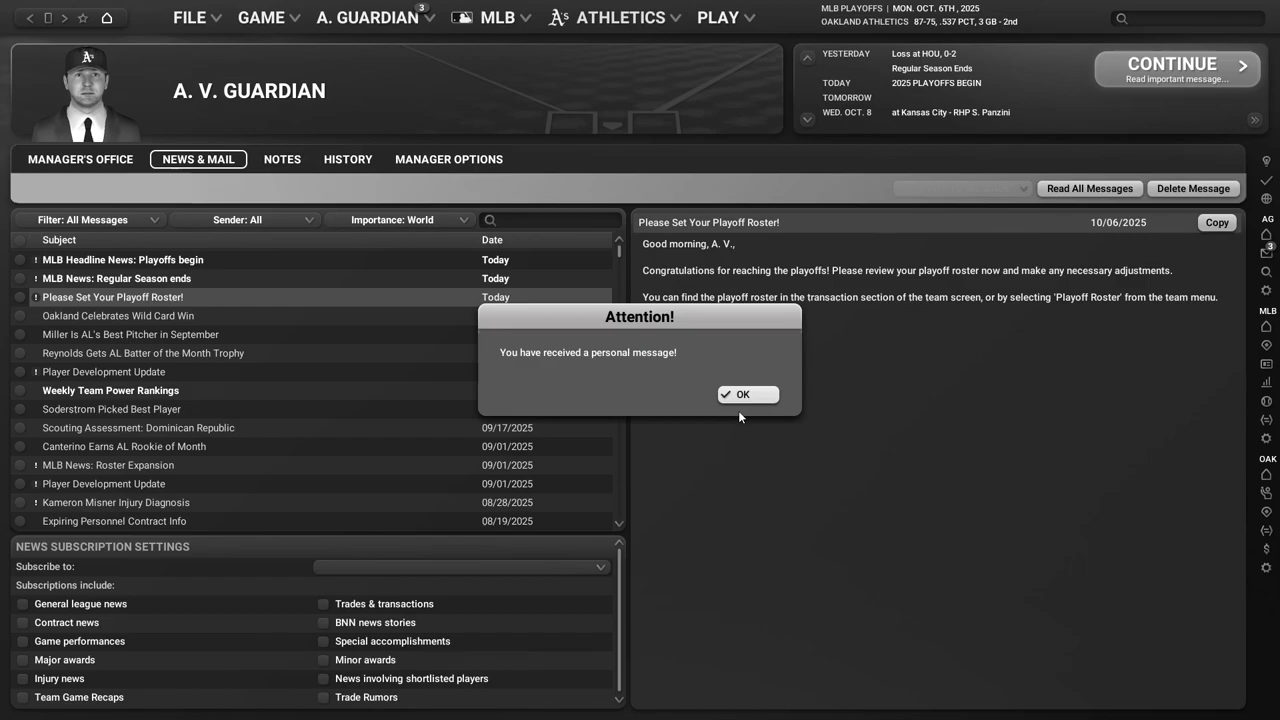 FILE
GAME
A. GUARDIAN
3
MLB
A's ATHLETICS
PLAY
MLB PLAYOFFS | MON. OCT. 6TH, 2025
OAKLAND ATHLETICS 87-75, .537 PCT, 3 GB - 2nd
A. V. GUARDIAN
YESTERDAY Loss at HOU, 0-2
Regular Season Ends
TODAY 2025 PLAYOFFS BEGIN
TOMORROW
WED. OCT. 8 at Kansas City - RHP S. Panzini
CONTINUE
Read important message...
MANAGER'S OFFICE
NEWS & MAIL
NOTES
HISTORY
MANAGER OPTIONS
Read All Messages
Delete Message
Filter: All Messages
Sender: All
Importance: World
Subject Date
! MLB Headline News: Playoffs begin Today
! MLB News: Regular Season ends Today
! Please Set Your Playoff Roster! Today
Oakland Celebrates Wild Card Win
Miller Is AL's Best Pitcher in September
Reynolds Gets AL Batter of the Month Trophy
! Player Development Update
Weekly Team Power Rankings
Soderstrom Picked Best Player
Scouting Assessment: Dominican Republic 09/17/2025
Canterino Earns AL Rookie of Month 09/01/2025
! MLB News: Roster Expansion 09/01/2025
! Player Development Update 09/01/2025
! Kameron Misner Injury Diagnosis 08/28/2025
Expiring Personnel Contract Info 08/19/2025
Please Set Your Playoff Roster! 10/06/2025
Copy
Good morning, A. V.,
Congratulations for reaching the playoffs! Please review your playoff roster now and make any necessary adjustments.
You can find the playoff roster in the transaction section of the team screen, or by selecting 'Playoff Roster' from the team menu.
Attention!
You have received a personal message!
OK
NEWS SUBSCRIPTION SETTINGS
Subscribe to:
Subscriptions include:
General league news Trades & transactions
Contract news BNN news stories
Game performances Special accomplishments
Major awards Minor awards
Injury news News involving shortlisted players
Team Game Recaps Trade Rumors
AG
3
MLB
OAK